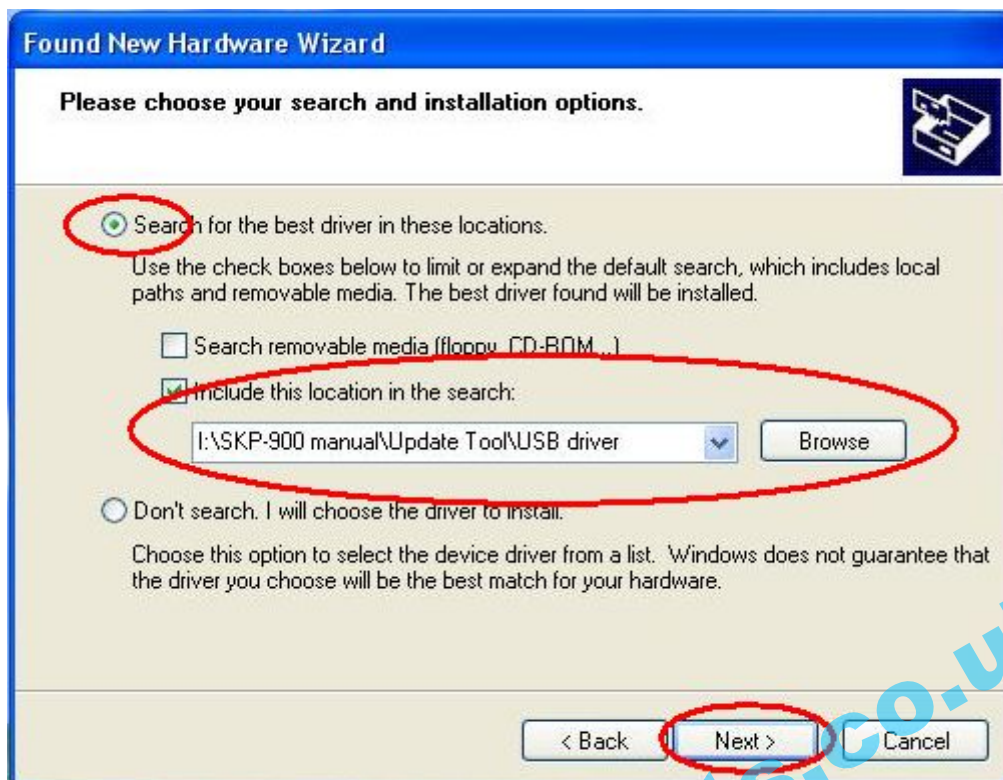 Found New Hardware Wizard
Please choose your search and installation options.
Search for the best driver in these locations.
Use the check boxes below to limit or expand the default search, which includes local
paths and removable media. The best driver found will be installed.
Search removable media (floppy, CD-ROM...)
Include this location in the search:
I:\SKP-900 manual\Update Tool\USB driver
Browse
Don't search. I will choose the driver to install.
Choose this option to select the device driver from a list. Windows does not guarantee that
the driver you choose will be the best match for your hardware.
< Back
Next >
Cancel